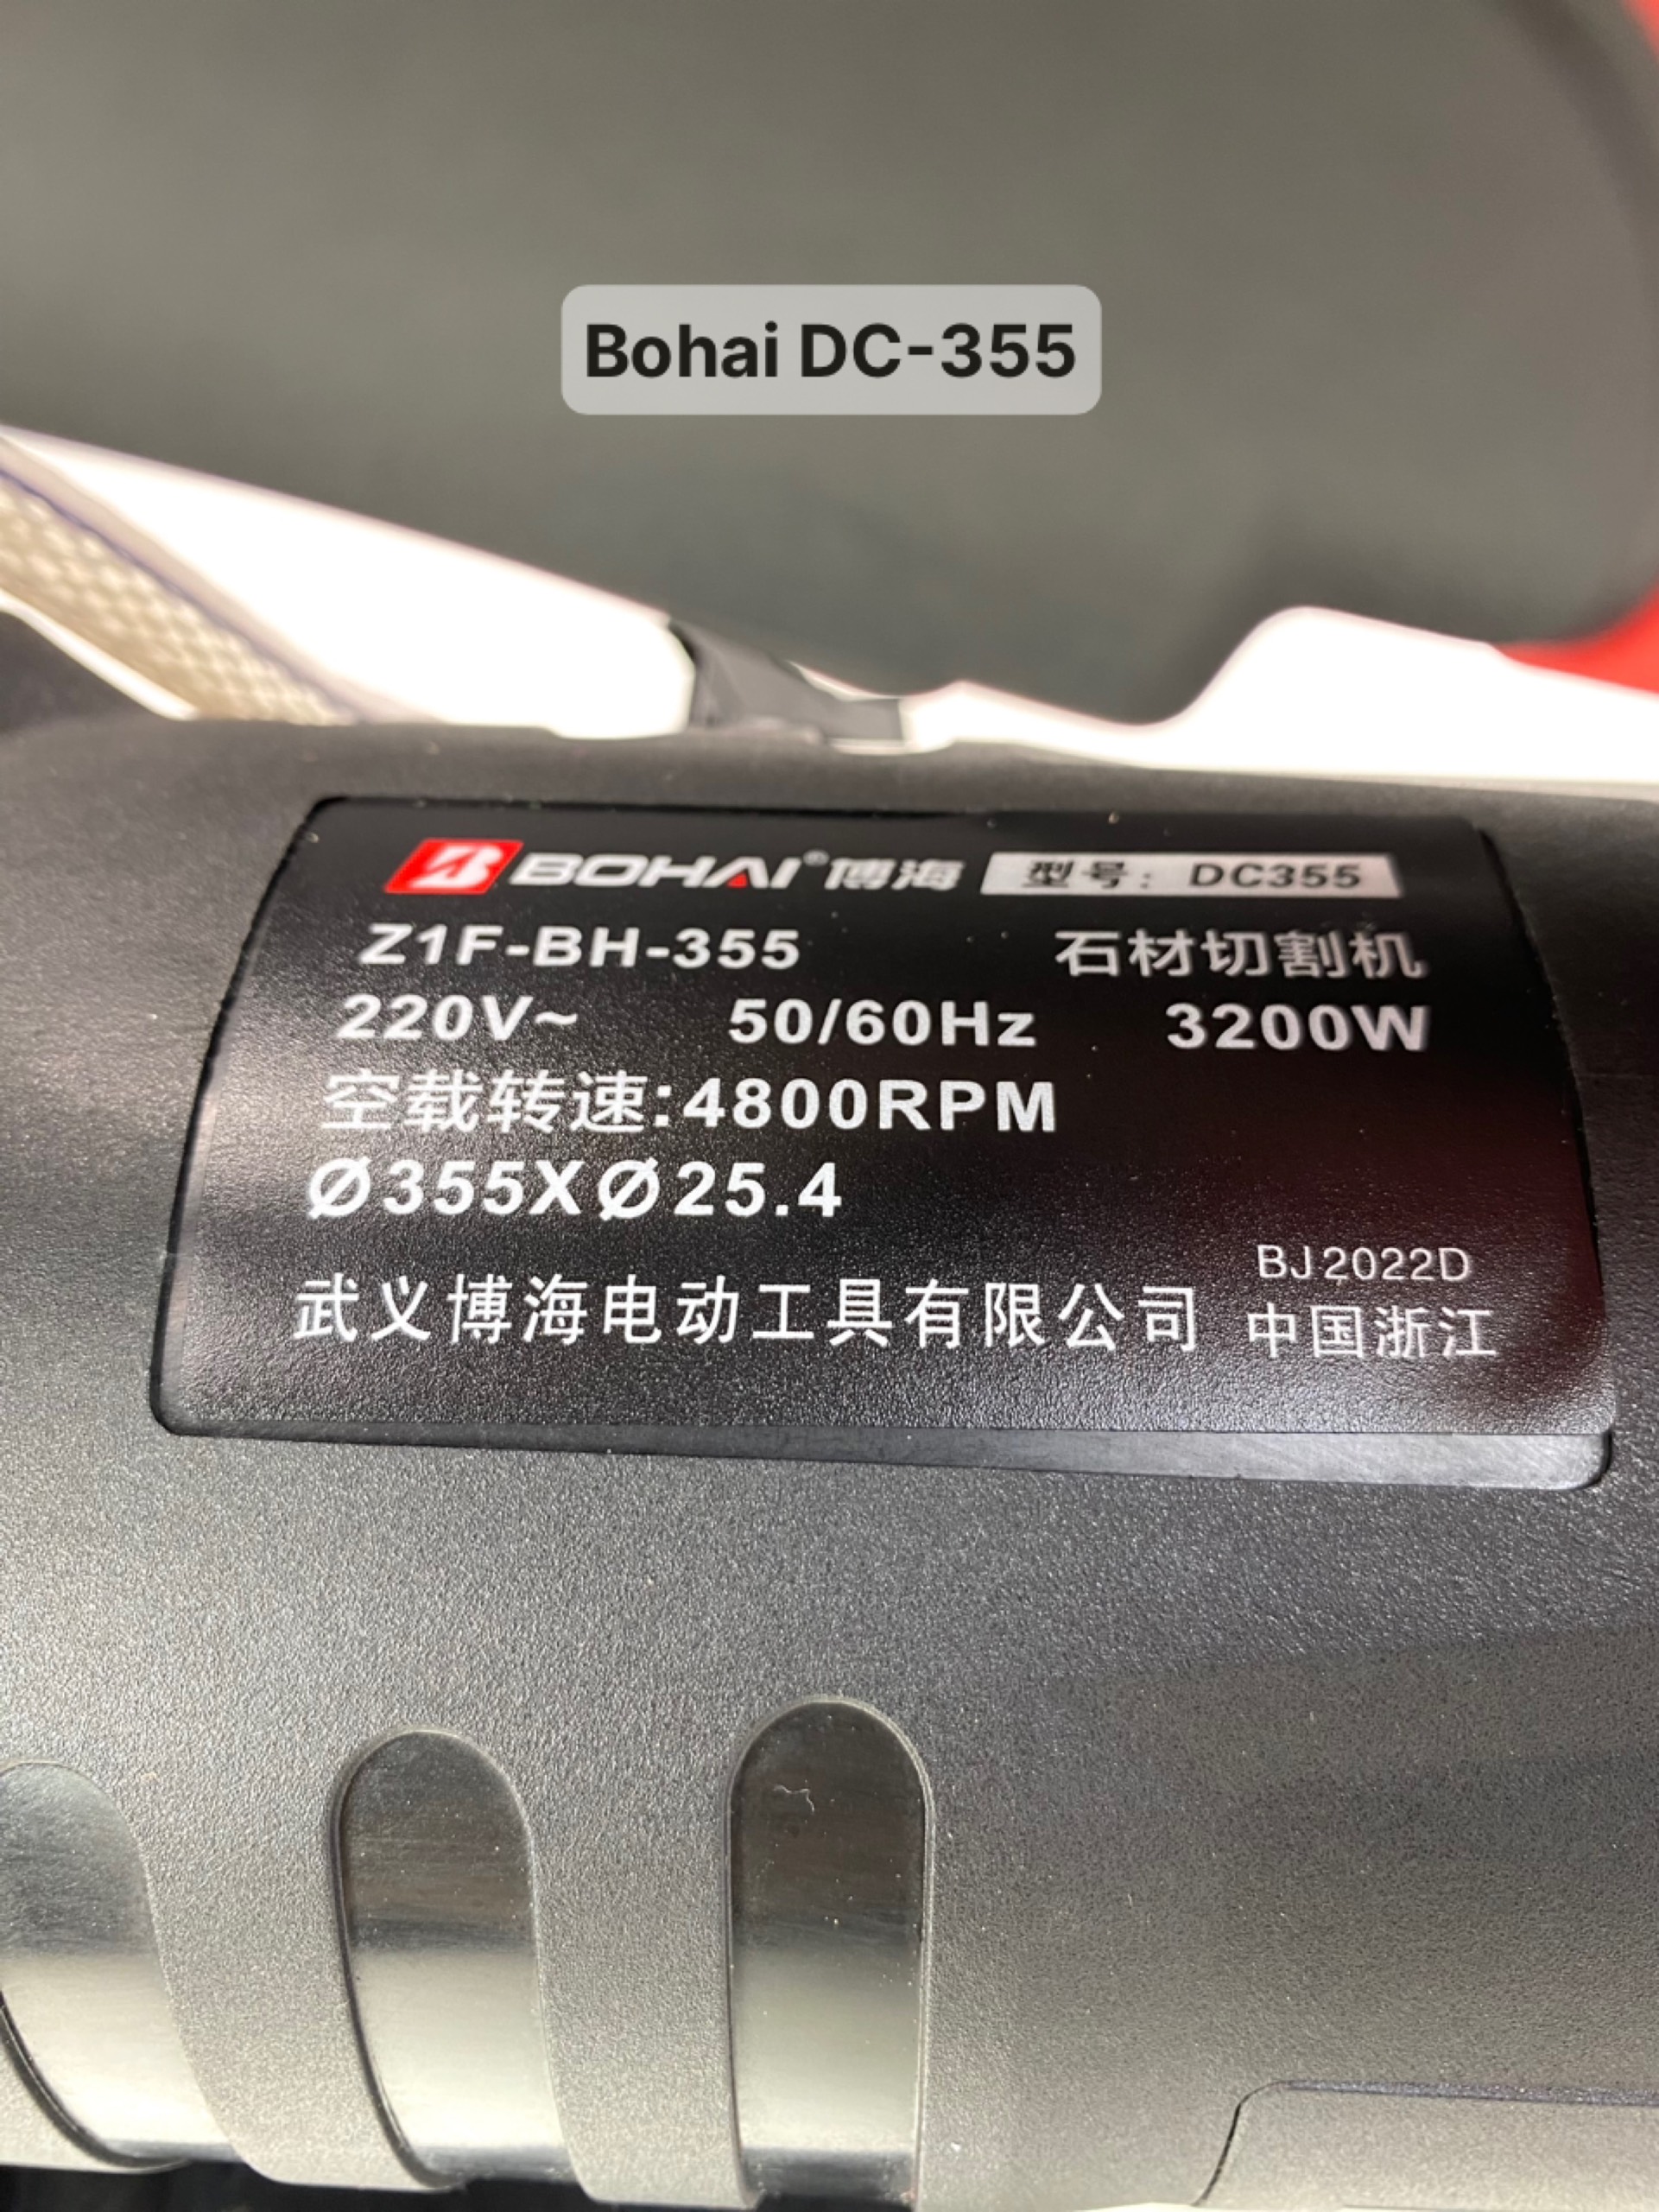 Bohai DC-355
BOHAI® 博海 型号: DC355
Z1F-BH-355 石材切割机
220V~ 50/60Hz 3200W
空载转速:4800RPM
Ø355XØ25.4
BJ2022D
武义博海电动工具有限公司 中国浙江